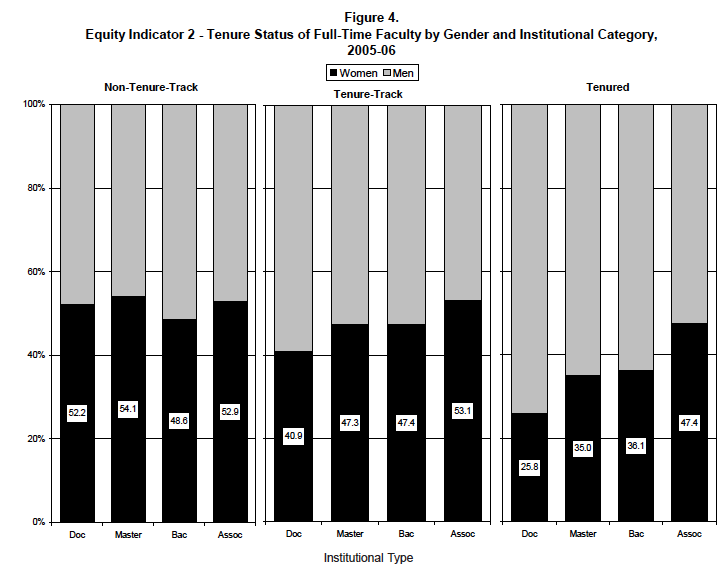 Figure 4.
Equity Indicator 2 - Tenure Status of Full-Time Faculty by Gender and Institutional Category,
2005-06
Women Men
Non-Tenure-Track
Tenure-Track
Tenured
100%
80%
60%
40%
20%
0%
52.2
54.1
48.6
52.9
40.9
47.3
47.4
53.1
25.8
35.0
36.1
47.4
Doc Master Bac Assoc
Doc Master Bac Assoc
Doc Master Bac Assoc
Institutional Type